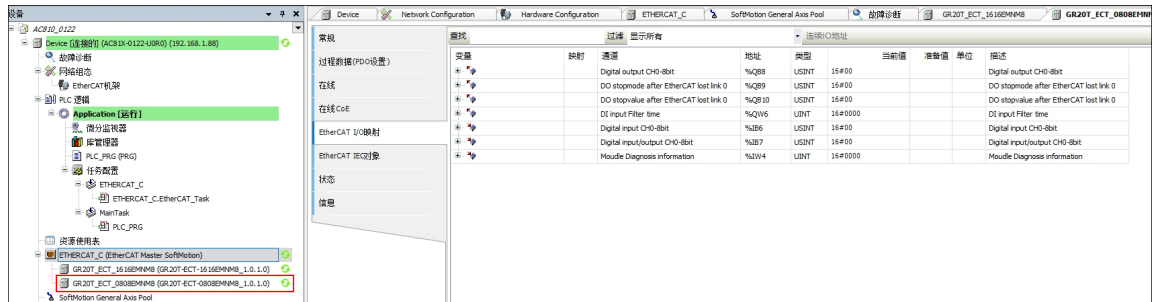 设备
Device
Network Configuration
Hardware Configuration
ETHERCAT_C
SoftMotion General Axis Pool
故障诊断
GR20T_ECT_1616EMNM8
GR20T_ECT_0808EMNM
AC810_0122
Device [连接的] (AC81X-0122-U0R0) (192.168.1.88)
故障诊断
网络组态
EtherCAT机架
PLC 逻辑
Application [运行]
微分监视器
库管理器
PLC_PRG (PRG)
任务配置
ETHERCAT_C
ETHERCAT_C.EtherCAT_Task
MainTask
PLC_PRG
资源使用表
ETHERCAT_C (EtherCAT Master SoftMotion)
GR20T_ECT_1616EMNM8 (GR20T-ECT-1616EMNM8_1.0.1.0)
GR20T_ECT_0808EMNM8 (GR20T-ECT-0808EMNM8_1.0.1.0)
SoftMotion General Axis Pool
常规
过程数据(PDO设置)
在线
在线CoE
EtherCAT I/O映射
EtherCAT IEC对象
状态
信息
查找 过滤 显示所有 连续IO地址
变量 映射 通道 地址 类型 当前值 准备值 单位 描述
Digital output CH0-8bit %QB8 USINT 16#00 Digital output CH0-8bit
DO stopmode after EtherCAT lost link 0 %QB9 USINT 16#00 DO stopmode after EtherCAT lost link 0
DO stopvalue after EtherCAT lost link 0 %QB10 USINT 16#00 DO stopvalue after EtherCAT lost link 0
DI input Filter time %QW6 UINT 16#0000 DI input Filter time
Digital input CH0-8bit %IB6 USINT 16#00 Digital input CH0-8bit
Digital input/output CH0-8bit %IB7 USINT 16#00 Digital input/output CH0-8bit
Moudle Diagnosis information %IW4 UINT 16#0000 Moudle Diagnosis information